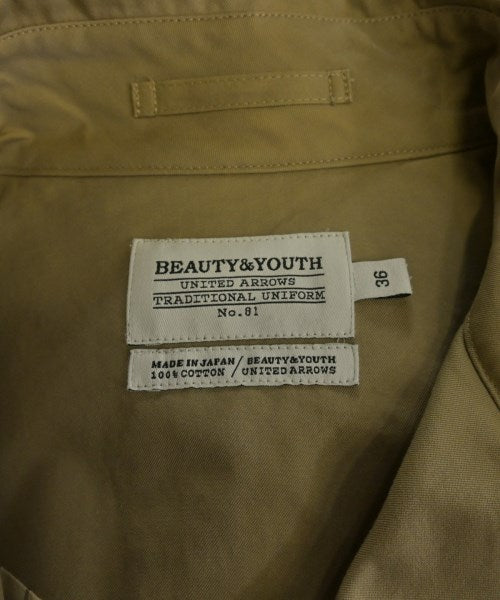 BEAUTY&YOUTH
UNITED ARROWS
TRADITIONAL UNIFORM
No.81
36
MADE IN JAPAN / BEAUTY&YOUTH
100% COTTON / UNITED ARROWS